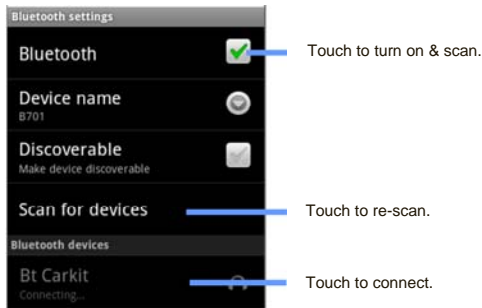 Bluetooth settings
Bluetooth
Touch to turn on & scan.
Device name
B701
Discoverable
Make device discoverable
Scan for devices
Touch to re-scan.
Bluetooth devices
Bt Carkit
Touch to connect.
Connecting...